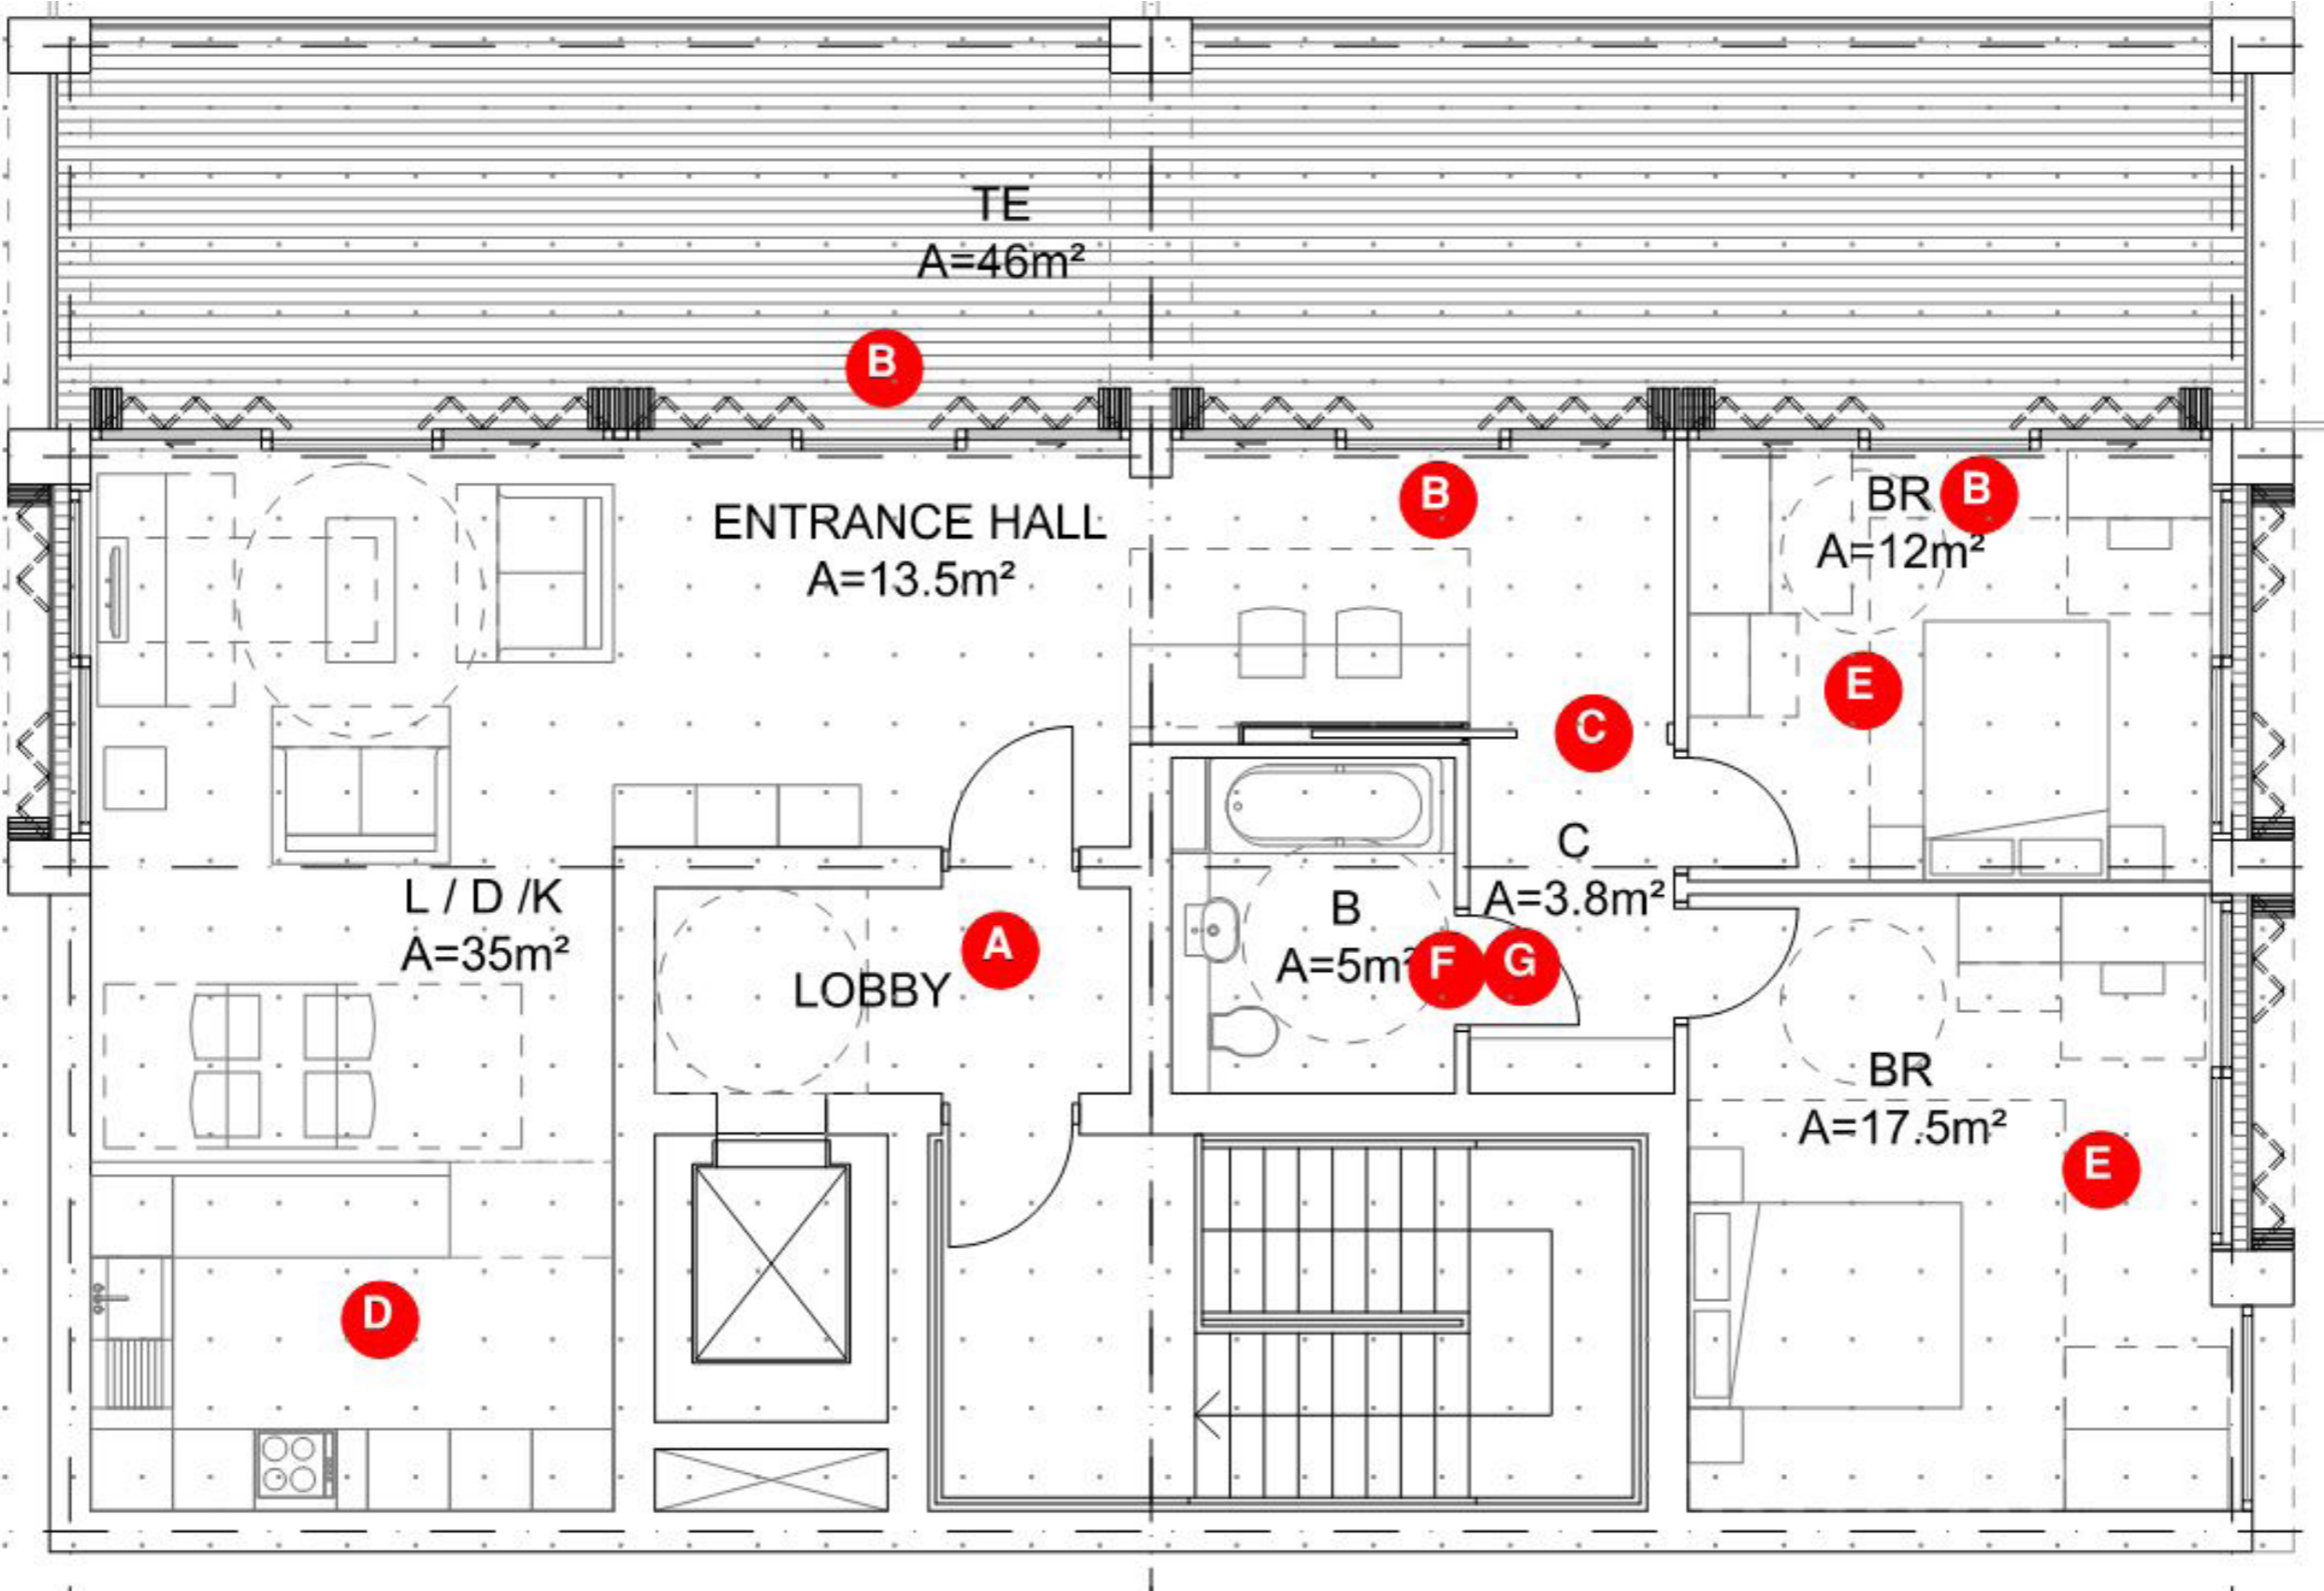 TE
A=46m²
B
ENTRANCE HALL
A=13.5m²
B
BR
B
A=12m²
E
C
C
A=3.8m²
L / D /K
A=35m²
A
LOBBY
B
A=5m²
F
G
BR
A=17.5m²
E
D